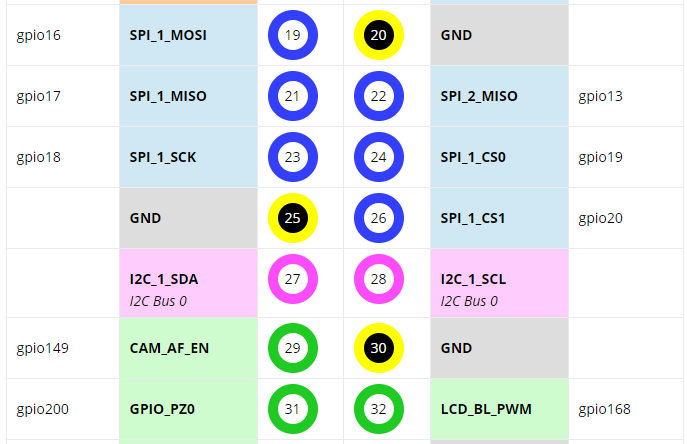 gpio16 SPI_1_MOSI 19 20 GND
gpio17 SPI_1_MISO 21 22 SPI_2_MISO gpio13
gpio18 SPI_1_SCK 23 24 SPI_1_CS0 gpio19
GND 25 26 SPI_1_CS1 gpio20
I2C_1_SDA 27 28 I2C_1_SCL
I2C Bus 0 I2C Bus 0
gpio149 CAM_AF_EN 29 30 GND
gpio200 GPIO_PZ0 31 32 LCD_BL_PWM gpio168